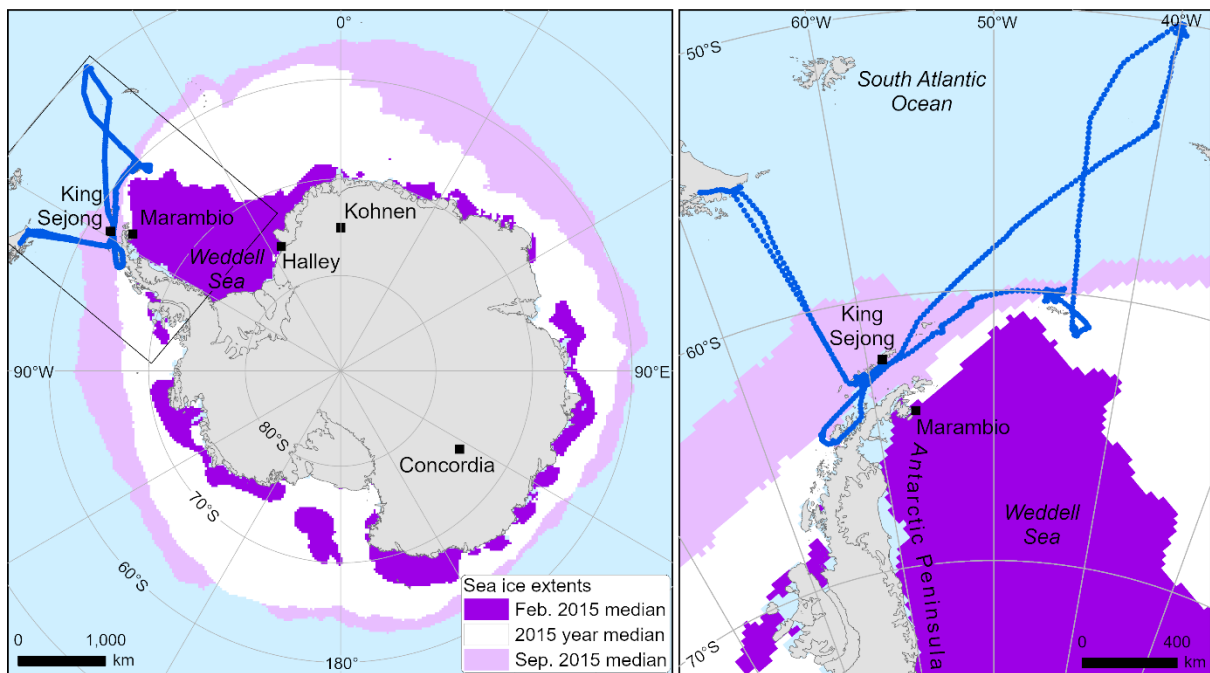 0°
King
Sejong
Marambio
Kohnen
Weddell
Sea
Halley
90°W
90°E
80°S
Concordia
70°S
60°S
Sea ice extents
Feb. 2015 median
2015 year median
Sep. 2015 median
0 1,000
km
180°
60°W
50°W
40°W
50°S
South Atlantic
Ocean
60°S
King
Sejong
Marambio
Antarctic Peninsula
Weddell
Sea
70°S
0 400
km